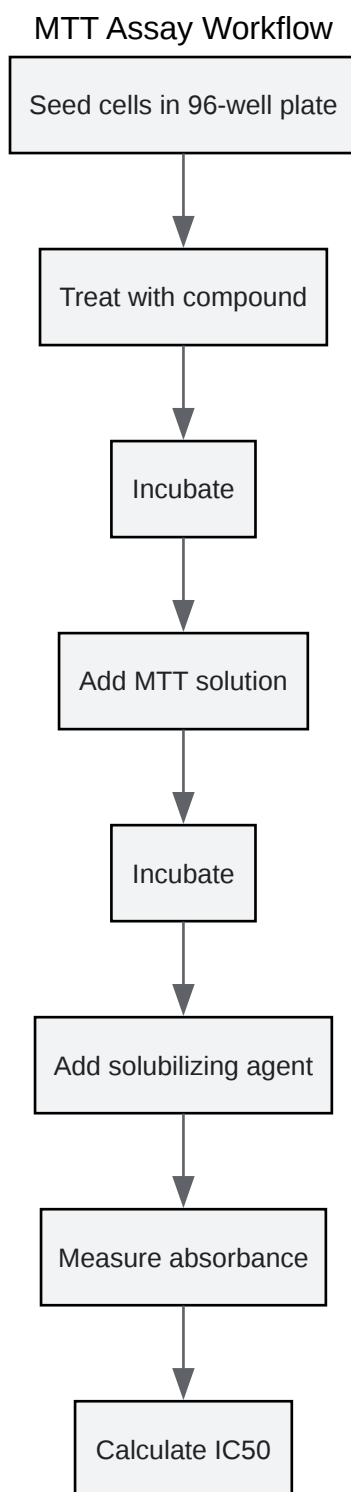 MTT Assay Workflow
Seed cells in 96-well plate
Treat with compound
Incubate
Add MTT solution
Incubate
Add solubilizing agent
Measure absorbance
Calculate IC50